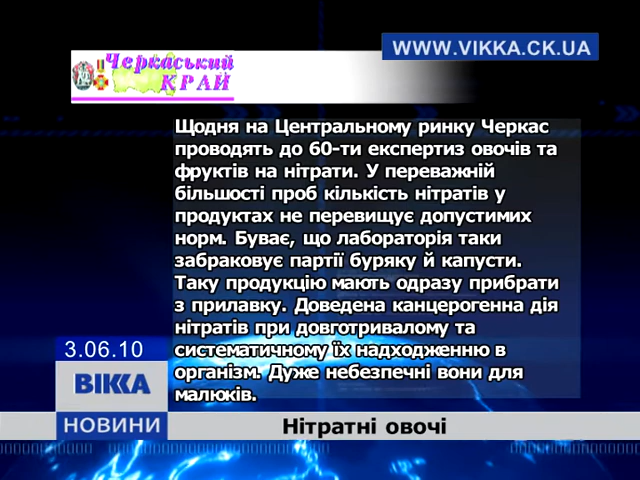 WWW.VIKKA.CK.UA
Черкаський
КРАЙ
Щодня на Центральному ринку Черкас
проводять до 60-ти експертиз овочів та
фруктів на нітрати. У переважній
більшості проб кількість нітратів у
продуктах не перевищує допустимих
норм. Буває, що лабораторія таки
забраковує партії буряку й капусти.
Таку продукцію мають одразу прибрати
з прилавку. Доведена канцерогенна дія
нітратів при довготривалому та
систематичному їх надходженню в
організм. Дуже небезпечні вони для
малюків.
3.06.10
ВІККА
НОВИНИ
Нітратні овочі